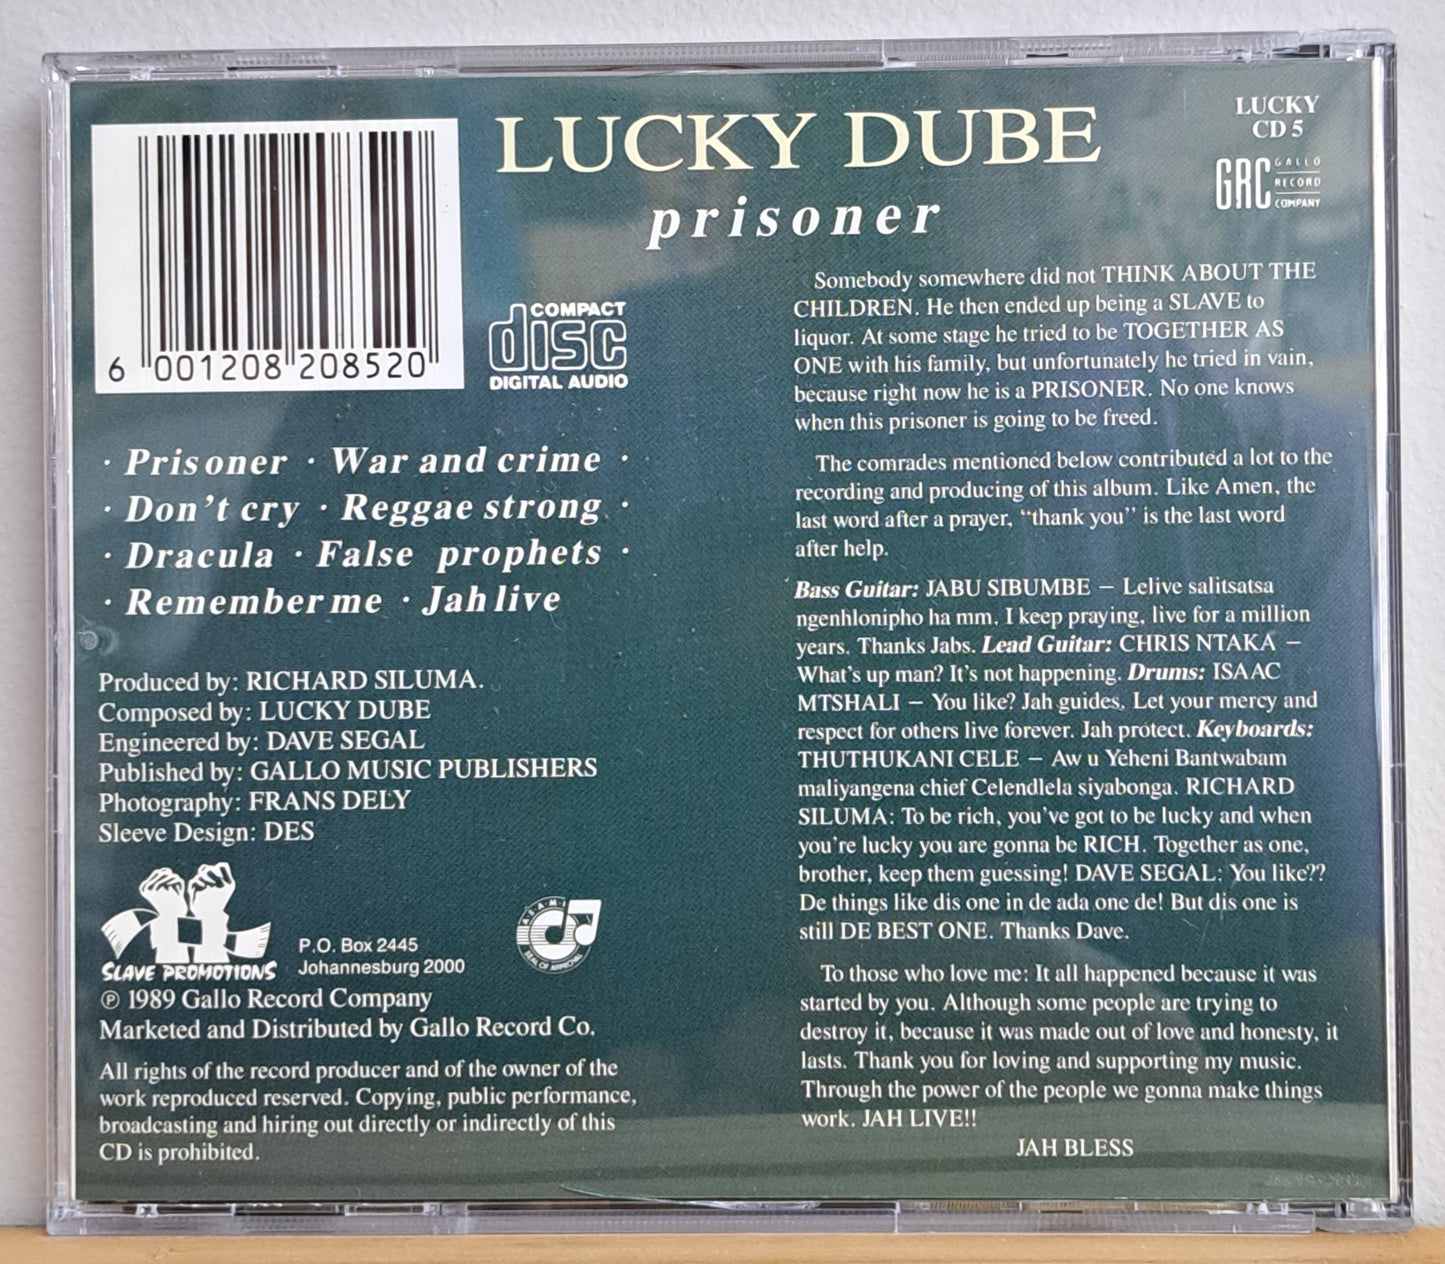 LUCKY DUBE
prisoner
LUCKY
CD 5
GRC GALLO
RECORD
COMPANY
6 001208 208520
COMPACT
disc
DIGITAL AUDIO
· Prisoner · War and crime ·
· Don't cry · Reggae strong ·
· Dracula · False prophets ·
· Remember me · Jah live
Produced by: RICHARD SILUMA.
Composed by: LUCKY DUBE
Engineered by: DAVE SEGAL
Published by: GALLO MUSIC PUBLISHERS
Photography: FRANS DELY
Sleeve Design: DES
SLAVE PROMOTIONS
P.O. Box 2445
Johannesburg 2000
℗ 1989 Gallo Record Company
Marketed and Distributed by Gallo Record Co.
All rights of the record producer and of the owner of the
work reproduced reserved. Copying, public performance,
broadcasting and hiring out directly or indirectly of this
CD is prohibited.
Somebody somewhere did not THINK ABOUT THE
CHILDREN. He then ended up being a SLAVE to
liquor. At some stage he tried to be TOGETHER AS
ONE with his family, but unfortunately he tried in vain,
because right now he is a PRISONER. No one knows
when this prisoner is going to be freed.
The comrades mentioned below contributed a lot to the
recording and producing of this album. Like Amen, the
last word after a prayer, “thank you” is the last word
after help.
Bass Guitar: JABU SIBUMBE – Lelive salitsatsa
ngenhlonipho ha mm. I keep praying, live for a million
years. Thanks Jabs. Lead Guitar: CHRIS NTAKA –
What's up man? It's not happening. Drums: ISAAC
MTSHALI – You like? Jah guides. Let your mercy and
respect for others live forever. Jah protect. Keyboards:
THUTHUKANI CELE – Aw u Yeheni Bantwabam
maliyangena chief Celendlela siyabonga. RICHARD
SILUMA: To be rich, you've got to be lucky and when
you're lucky you are gonna be RICH. Together as one,
brother, keep them guessing! DAVE SEGAL: You like??
De things like dis one in de ada one de! But dis one is
still DE BEST ONE. Thanks Dave.
To those who love me: It all happened because it was
started by you. Although some people are trying to
destroy it, because it was made out of love and honesty, it
lasts. Thank you for loving and supporting my music.
Through the power of the people we gonna make things
work. JAH LIVE!!
JAH BLESS